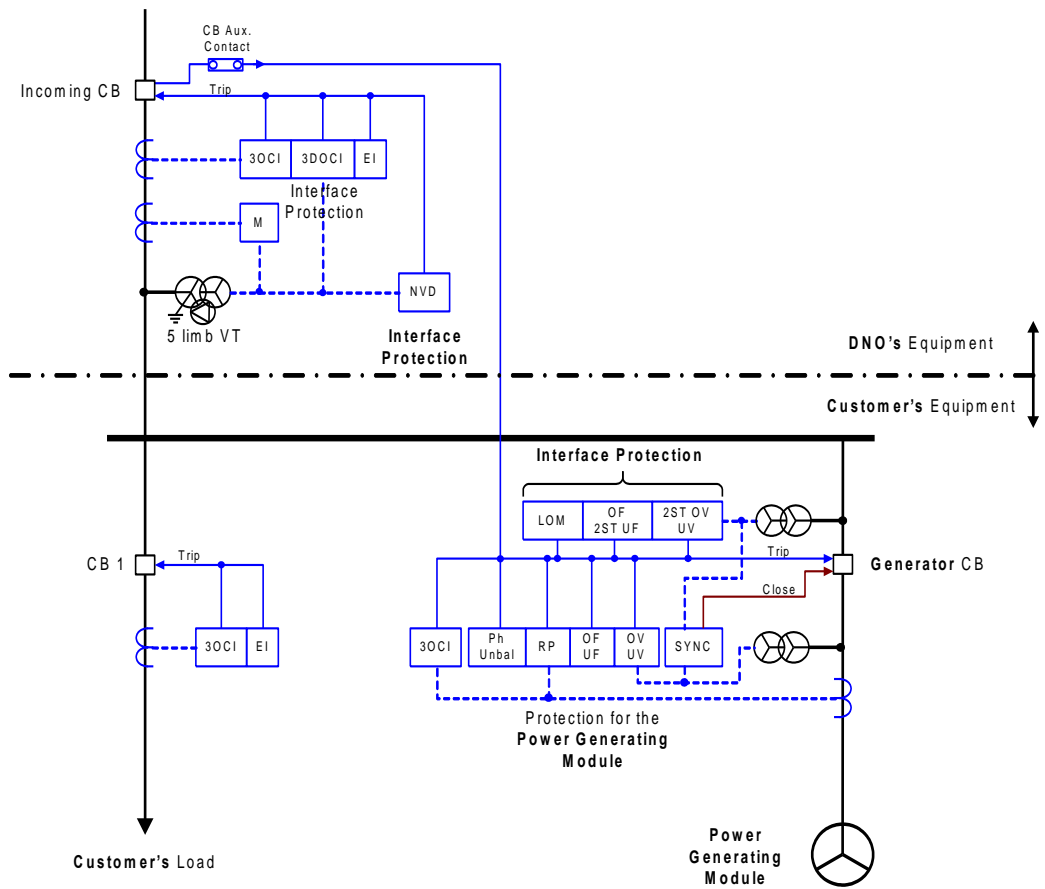 CB Aux.
Contact
Incoming CB
Trip
3OCI
3DOCI
EI
Interface
Protection
M
NVD
5 limb VT
Interface
Protection
DNO's Equipment
Customer's Equipment
Interface Protection
LOM
OF
2ST UF
2ST OV
UV
CB 1
Trip
Trip
Generator CB
Close
3OCI
EI
3OCI
Ph
Unbal
RP
OF
UF
OV
UV
SYNC
Protection for the
Power Generating
Module
Customer's Load
Power
Generating
Module